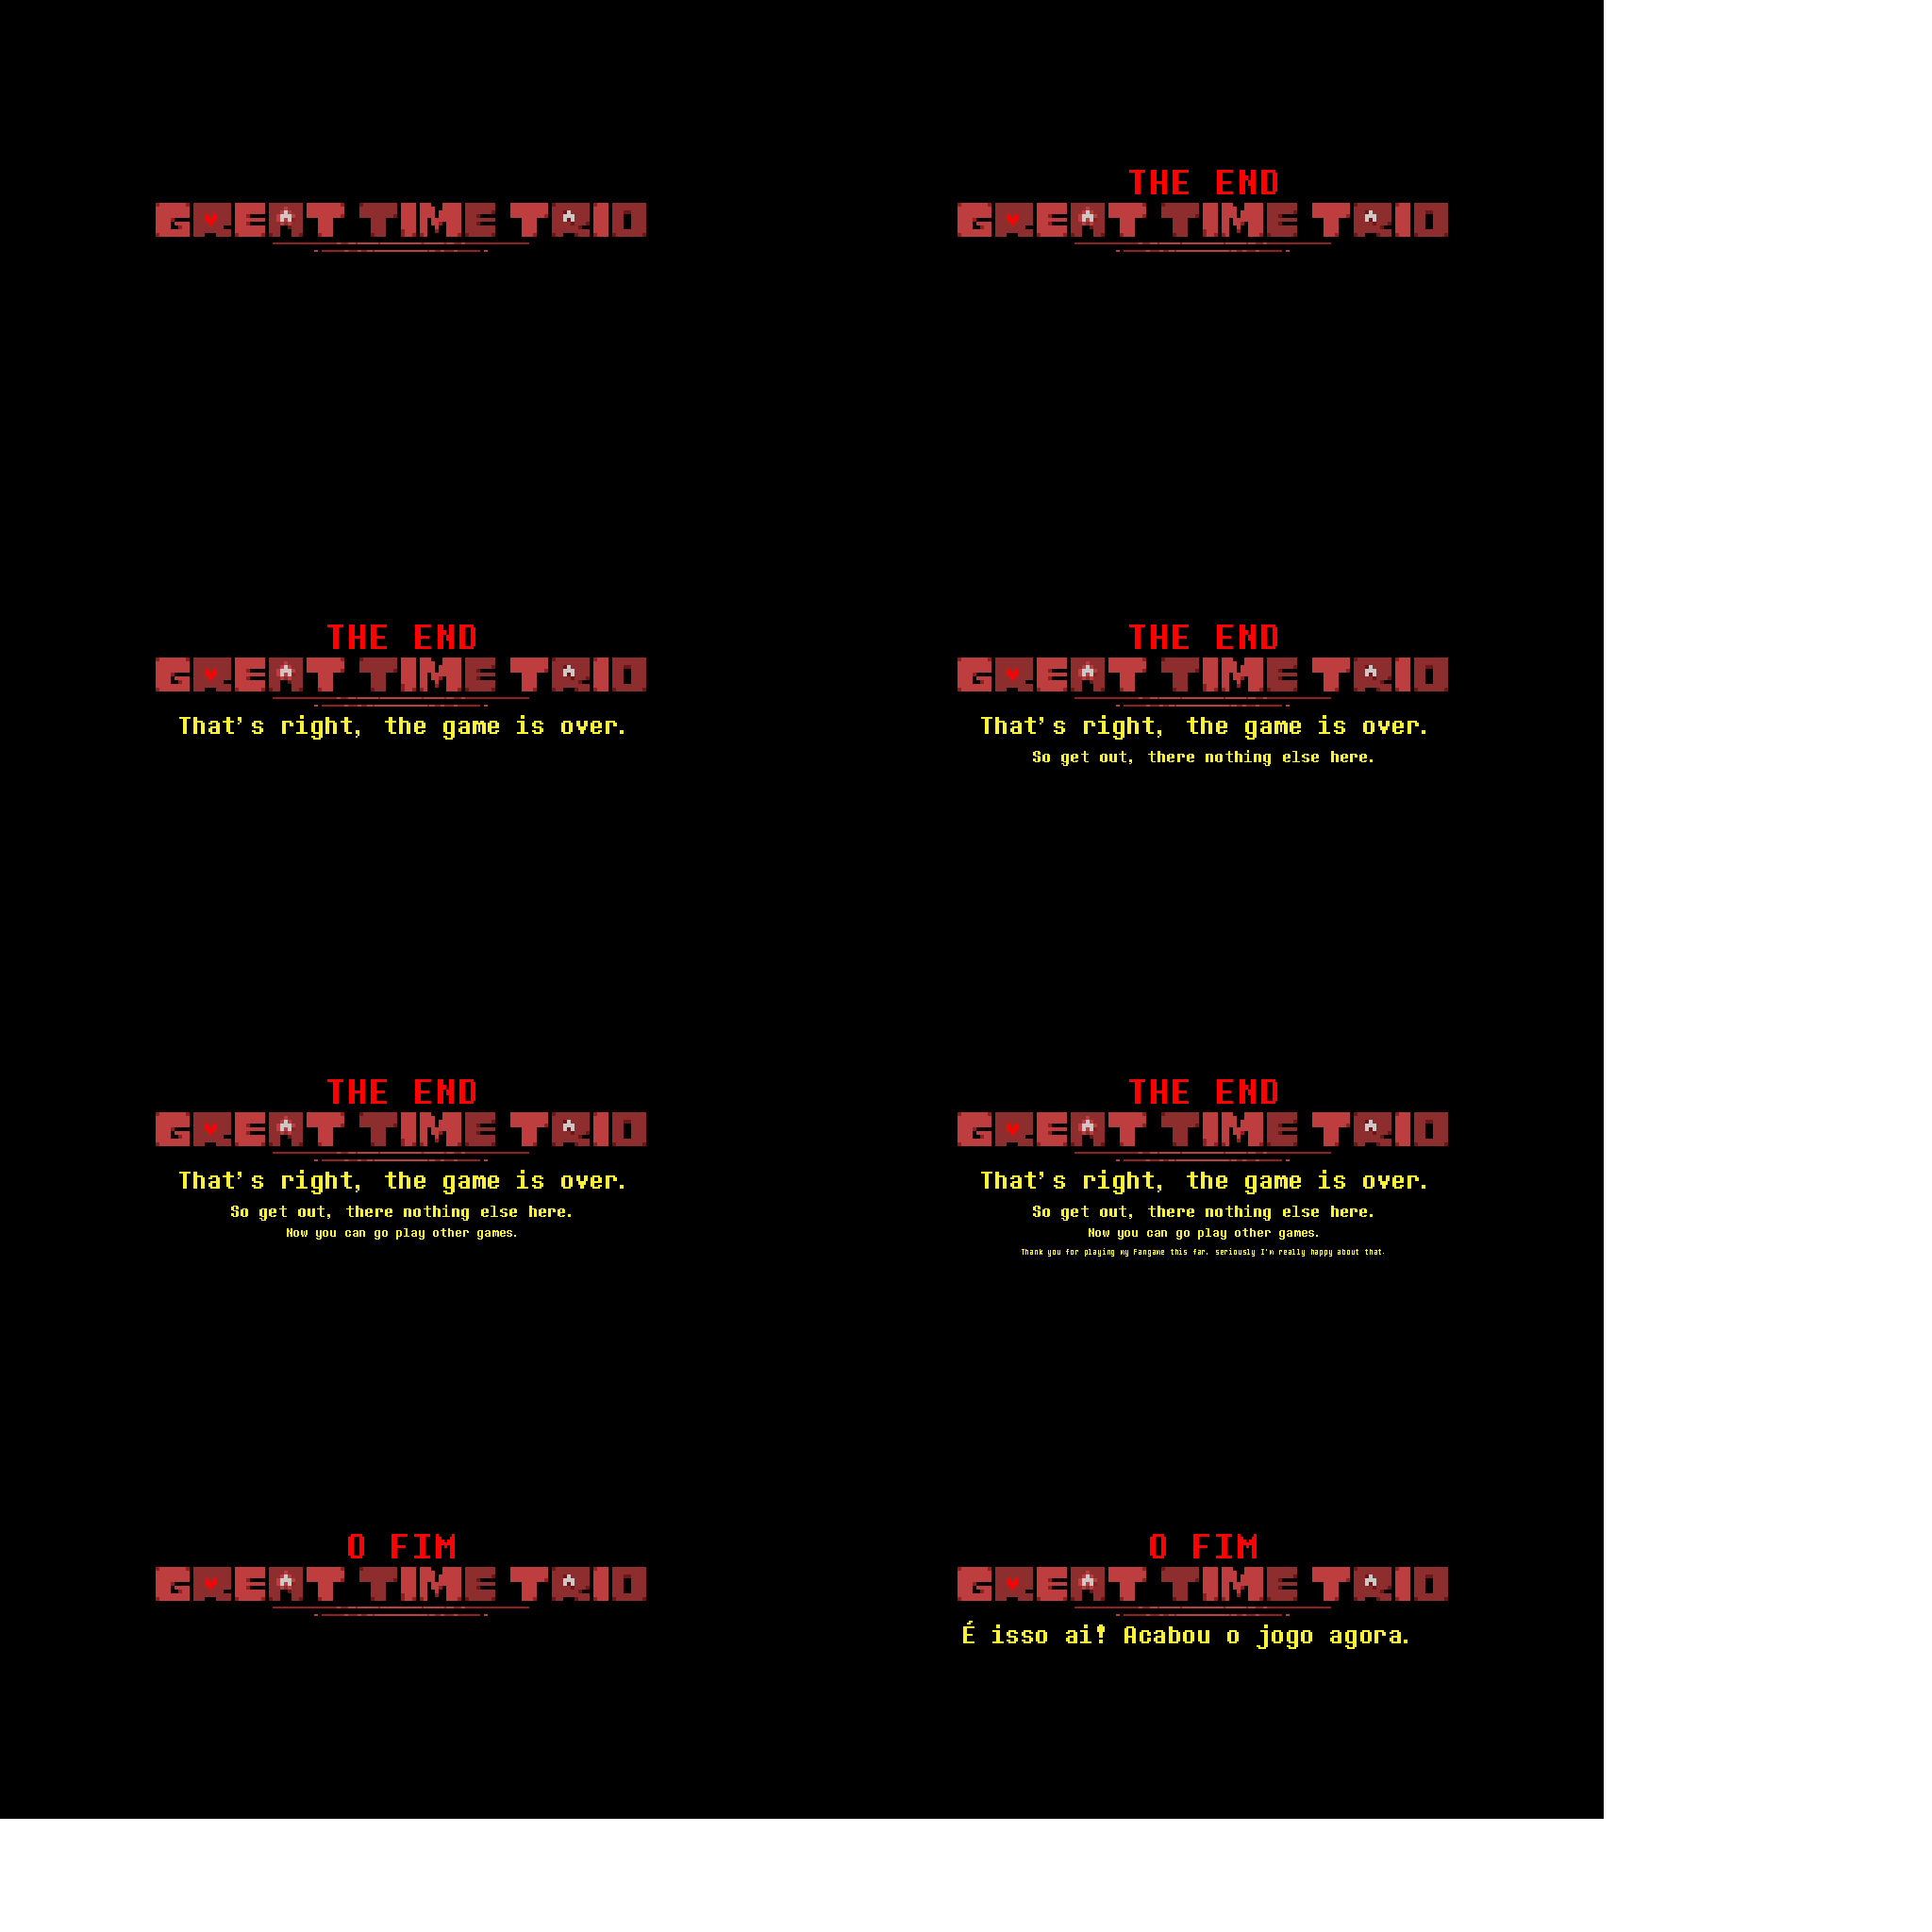 GREAT TIME TRIO
THE END
GREAT TIME TRIO
THE END
GREAT TIME TRIO
That's right, the game is over.
THE END
GREAT TIME TRIO
That's right, the game is over.
So get out, there nothing else here.
THE END
GREAT TIME TRIO
That's right, the game is over.
So get out, there nothing else here.
Now you can go play other games.
THE END
GREAT TIME TRIO
That's right, the game is over.
So get out, there nothing else here.
Now you can go play other games.
Thank you for playing my Fangame this far, seriously I'm really happy about that.
O FIM
GREAT TIME TRIO
O FIM
GREAT TIME TRIO
É isso ai! Acabou o jogo agora.